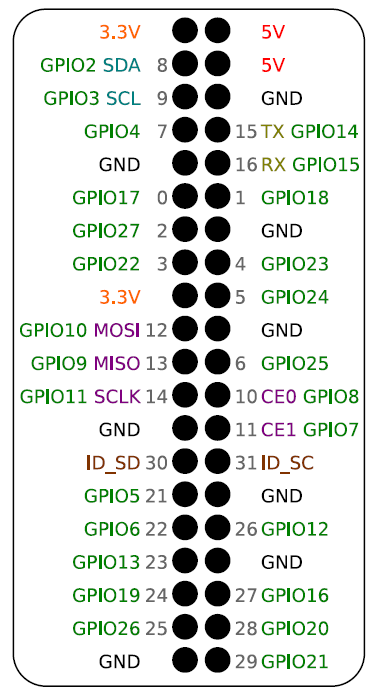 3.3V 5V
GPIO2 SDA 8 5V
GPIO3 SCL 9 GND
GPIO4 7 15 TX GPIO14
GND 16 RX GPIO15
GPIO17 0 1 GPIO18
GPIO27 2 GND
GPIO22 3 4 GPIO23
3.3V 5 GPIO24
GPIO10 MOSI 12 GND
GPIO9 MISO 13 6 GPIO25
GPIO11 SCLK 14 10 CE0 GPIO8
GND 11 CE1 GPIO7
ID_SD 30 31 ID_SC
GPIO5 21 GND
GPIO6 22 26 GPIO12
GPIO13 23 GND
GPIO19 24 27 GPIO16
GPIO26 25 28 GPIO20
GND 29 GPIO21